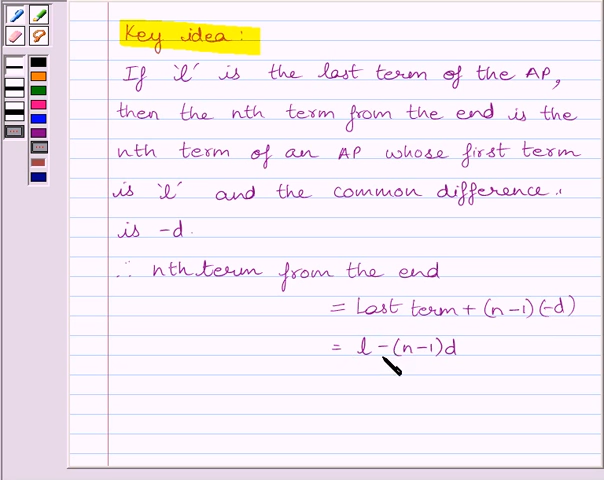 Key idea:
If 'l' is the last term of the AP,
then the nth term from the end is the
nth term of an AP whose first term
is 'l' and the common difference
is -d.
∴ nth term from the end
= Last term + (n-1)(-d)
= l - (n-1)d